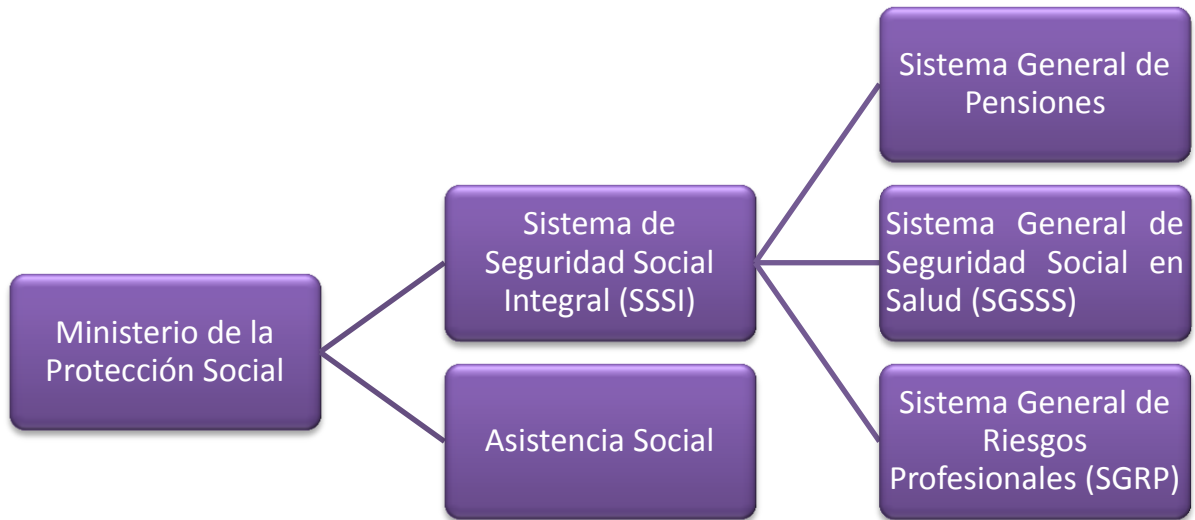 Ministerio de la
Protección Social
Sistema de
Seguridad Social
Integral (SSSI)
Asistencia Social
Sistema General de
Pensiones
Sistema General de
Seguridad Social en
Salud (SGSSS)
Sistema General de
Riesgos
Profesionales (SGRP)